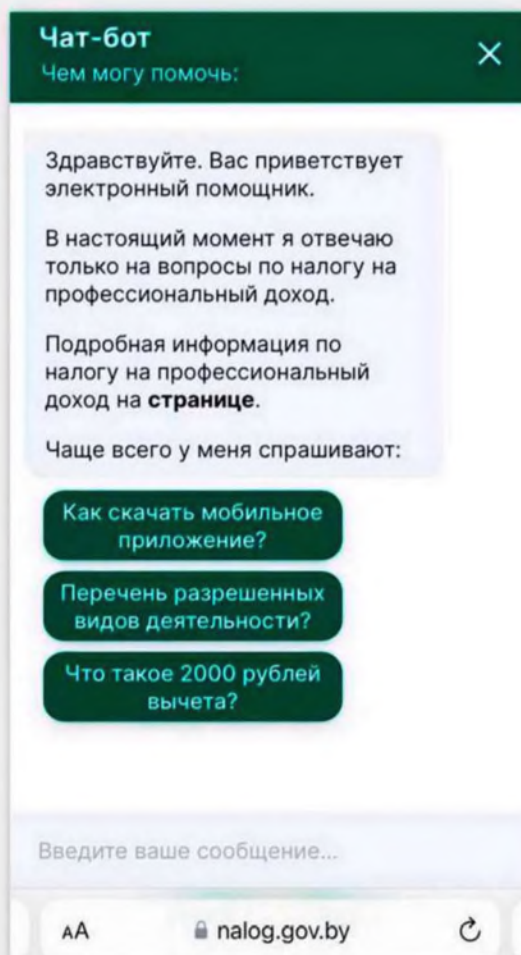 Чат-бот
Чем могу помочь:
Здравствуйте. Вас приветствует
электронный помощник.
В настоящий момент я отвечаю
только на вопросы по налогу на
профессиональный доход.
Подробная информация по
налогу на профессиональный
доход на странице.
Чаще всего у меня спрашивают:
Как скачать мобильное
приложение?
Перечень разрешенных
видов деятельности?
Что такое 2000 рублей
вычета?
Введите ваше сообщение...
AA nalog.gov.by